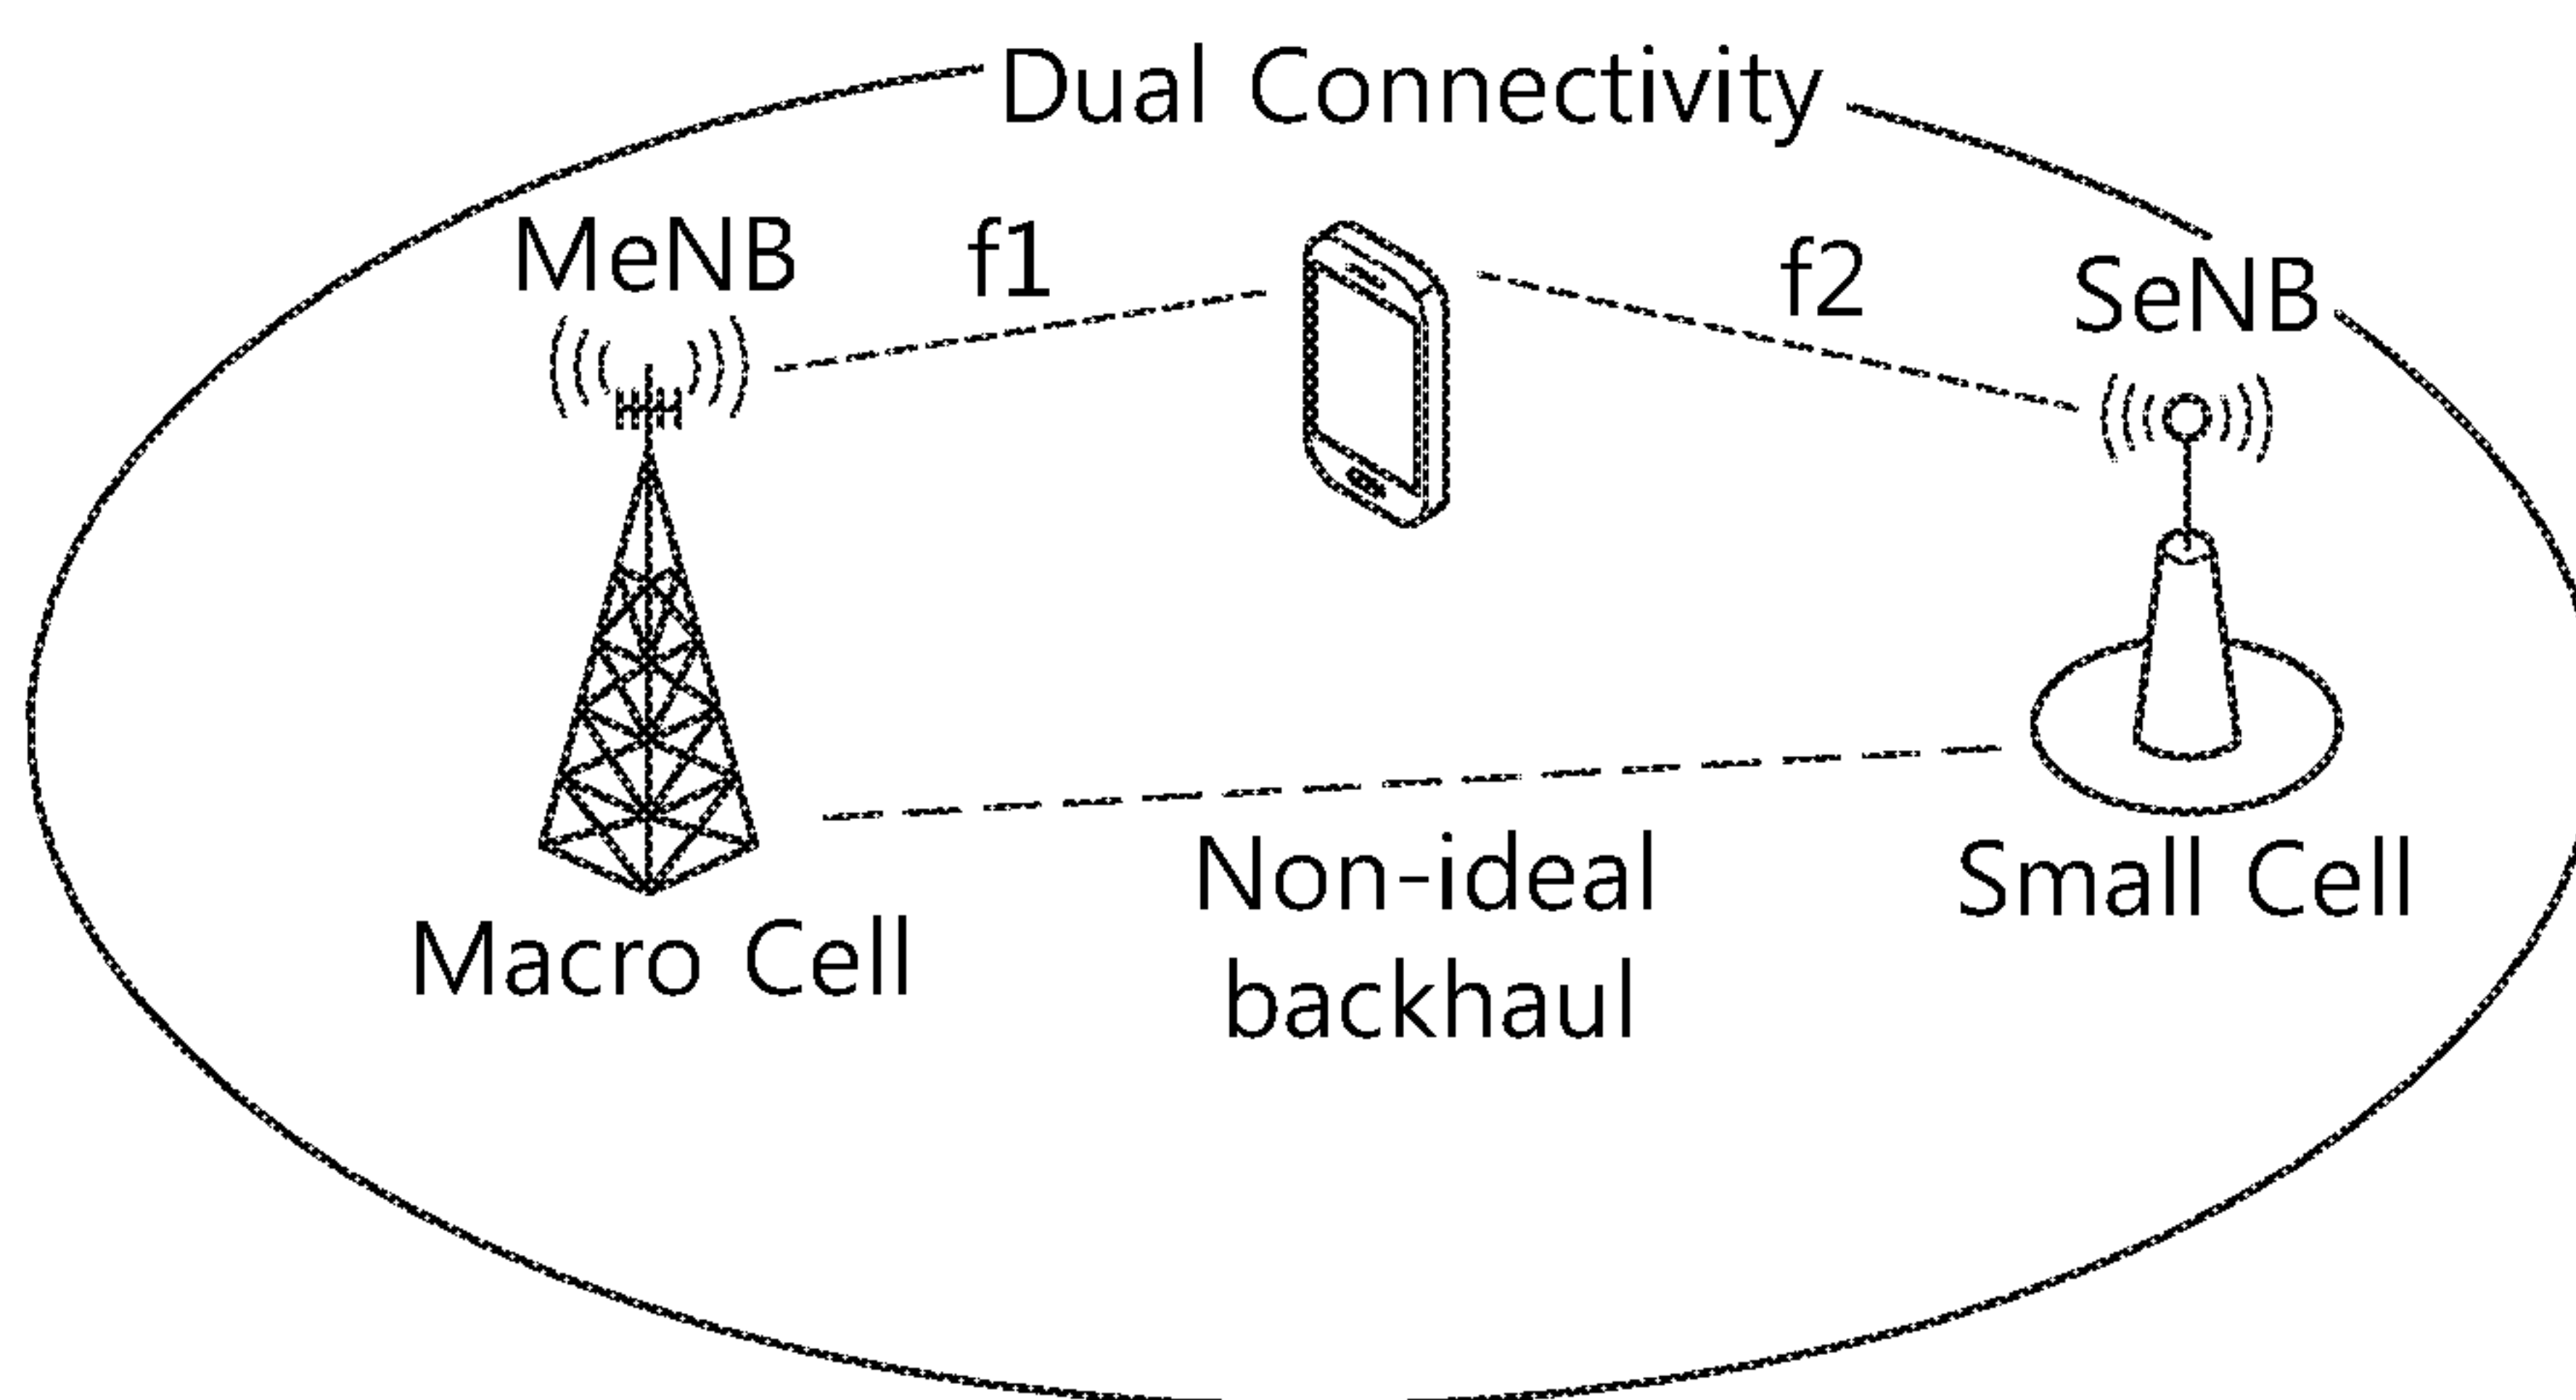 Dual Connectivity
MeNB
f1
f2
SeNB
Non-ideal
backhaul
Small Cell
Macro Cell